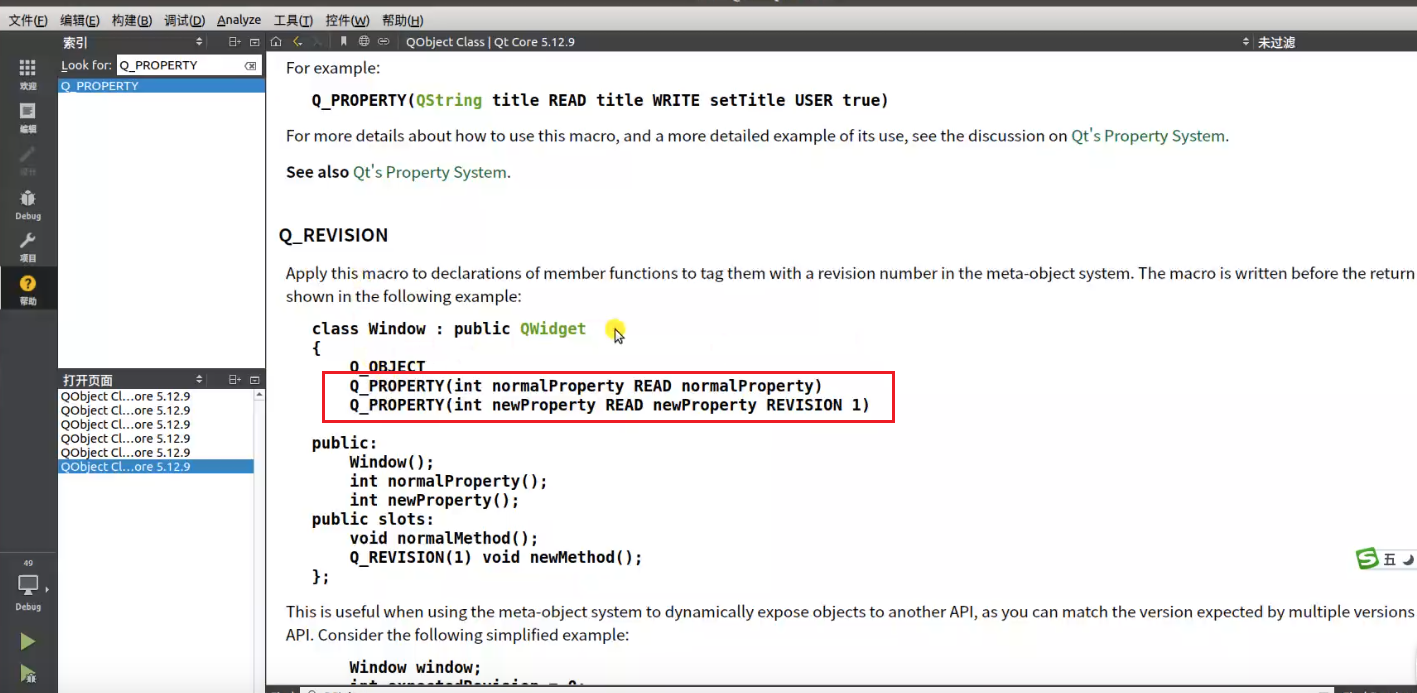 文件(F) 编辑(E) 构建(B) 调试(D) Analyze 工具(T) 控件(W) 帮助(H)
索引
QObject Class | Qt Core 5.12.9
未过滤
Look for: Q_PROPERTY
Q_PROPERTY
欢迎
编辑
Debug
项目
帮助
打开页面
QObject Cl...ore 5.12.9
QObject Cl...ore 5.12.9
QObject Cl...ore 5.12.9
QObject Cl...ore 5.12.9
QObject Cl...ore 5.12.9
QObject Cl...ore 5.12.9
49
Debug
For example:
Q_PROPERTY(QString title READ title WRITE setTitle USER true)
For more details about how to use this macro, and a more detailed example of its use, see the discussion on Qt's Property System.
See also Qt's Property System.
Q_REVISION
Apply this macro to declarations of member functions to tag them with a revision number in the meta-object system. The macro is written before the return
shown in the following example:
class Window : public QWidget
{
Q_OBJECT
Q_PROPERTY(int normalProperty READ normalProperty)
Q_PROPERTY(int newProperty READ newProperty REVISION 1)
public:
Window();
int normalProperty();
int newProperty();
public slots:
void normalMethod();
Q_REVISION(1) void newMethod();
};
This is useful when using the meta-object system to dynamically expose objects to another API, as you can match the version expected by multiple versions
API. Consider the following simplified example:
Window window;
int expectedRevision = 0;
五